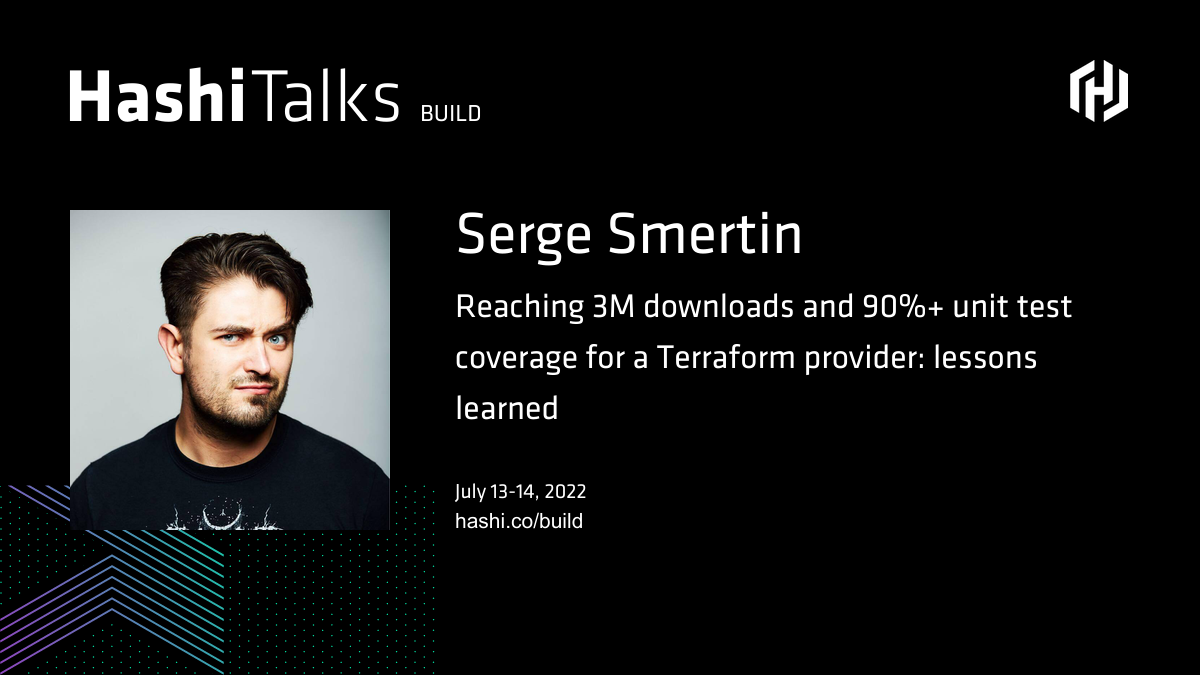 HashiTalks BUILD
Serge Smertin
Reaching 3M downloads and 90%+ unit test
coverage for a Terraform provider: lessons
learned
July 13-14, 2022
hashi.co/build